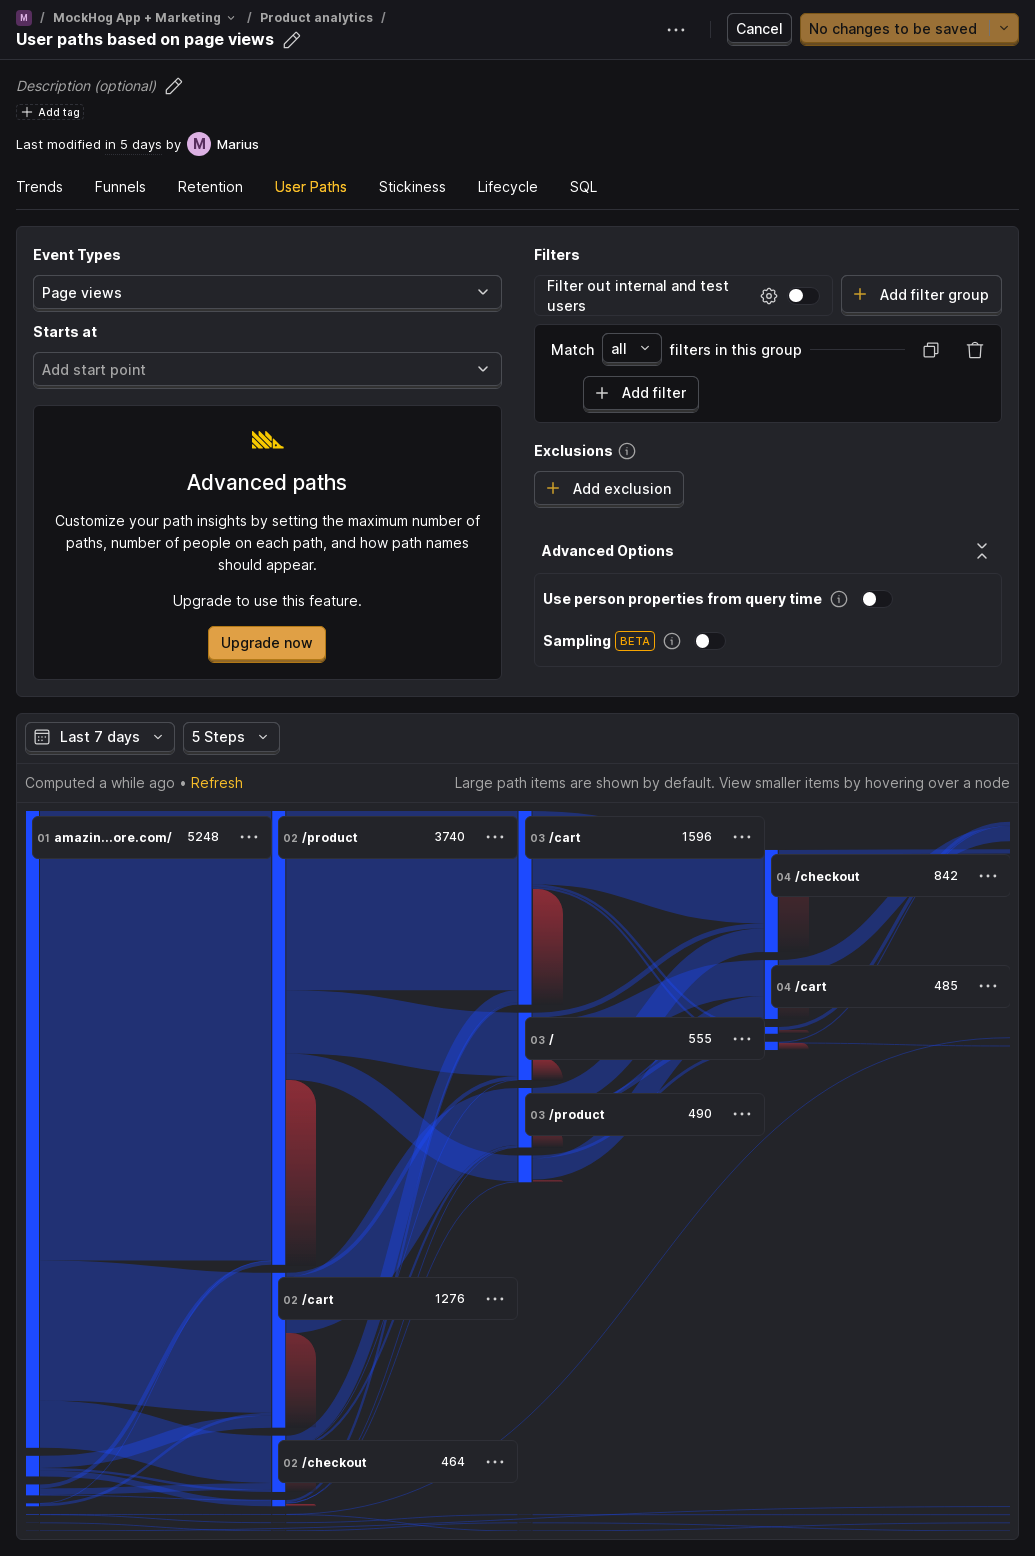 M / MockHog App + Marketing / Product analytics /
User paths based on page views
Cancel
No changes to be saved
Description (optional)
Add tag
Last modified in 5 days by M Marius
Trends Funnels Retention User Paths Stickiness Lifecycle SQL
Event Types
Page views
Starts at
Add start point
Advanced paths
Customize your path insights by setting the maximum number of
paths, number of people on each path, and how path names
should appear.
Upgrade to use this feature.
Upgrade now
Filters
Filter out internal and test
users
Add filter group
Match all filters in this group
Add filter
Exclusions
Add exclusion
Advanced Options
Use person properties from query time
Sampling BETA
Last 7 days 5 Steps
Computed a while ago • Refresh
Large path items are shown by default. View smaller items by hovering over a node
01 amazin...ore.com/ 5248
02 /product 3740
03 /cart 1596
04 /checkout 842
04 /cart 485
03 / 555
03 /product 490
02 /cart 1276
02 /checkout 464